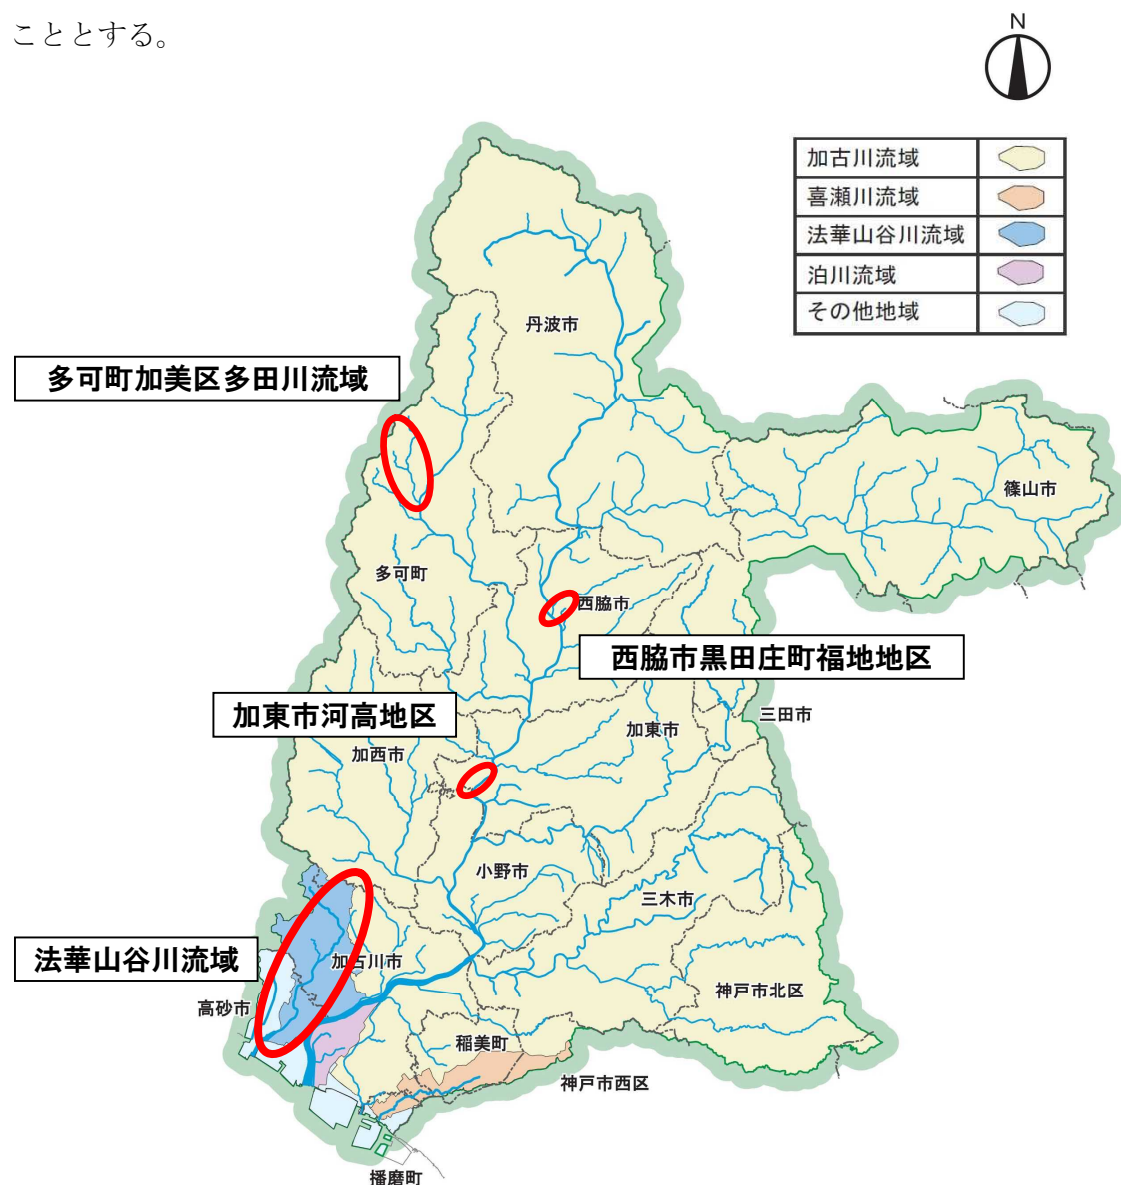 こととする。
N
加古川流域
喜瀬川流域
法華山谷川流域
泊川流域
その他地域
丹波市
多可町加美区多田川流域
篠山市
多可町
西脇市
西脇市黒田庄町福地地区
加東市河高地区
三田市
加東市
加西市
小野市
三木市
法華山谷川流域
加古川市
神戸市北区
高砂市
稲美町
神戸市西区
播磨町